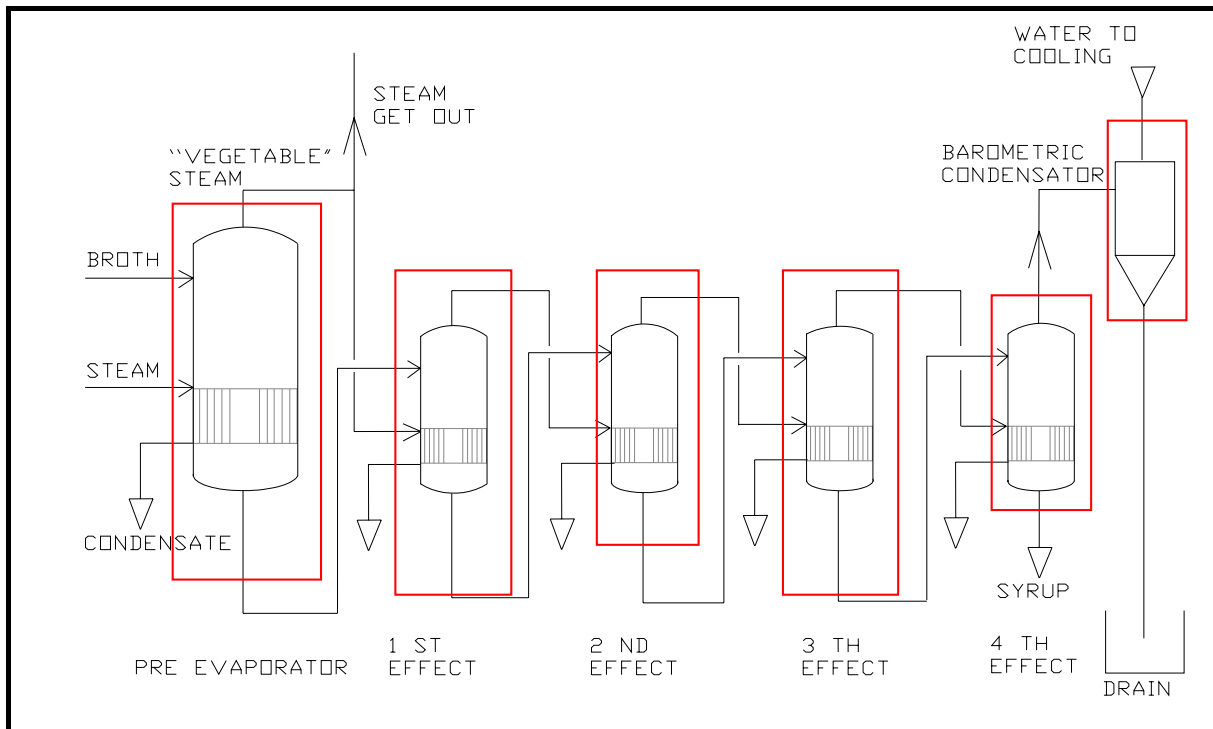 WATER TO
COOLING
STEAM
GET OUT
"VEGETABLE"
STEAM
BAROMETRIC
CONDENSATOR
BROTH
STEAM
CONDENSATE
SYRUP
PRE EVAPORATOR
1 ST
EFFECT
2 ND
EFFECT
3 TH
EFFECT
4 TH
EFFECT
DRAIN